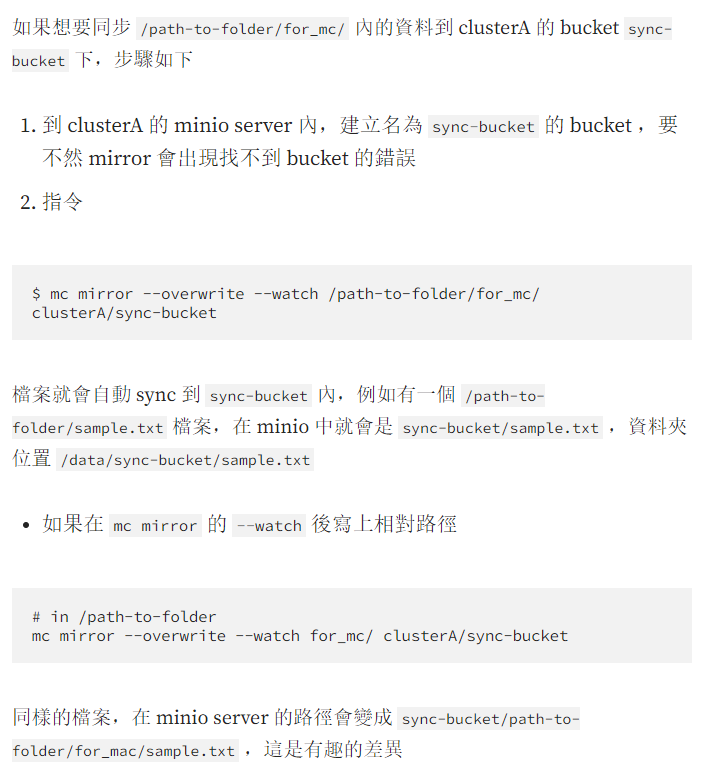 如果想要同步 /path-to-folder/for_mc/ 內的資料到 clusterA 的 bucket sync-
bucket 下，步驟如下
1. 到 clusterA 的 minio server 內，建立名為 sync-bucket 的 bucket ，要
不然 mirror 會出現找不到 bucket 的錯誤
2. 指令
$ mc mirror --overwrite --watch /path-to-folder/for_mc/
clusterA/sync-bucket
檔案就會自動 sync 到 sync-bucket 內，例如有一個 /path-to-
folder/sample.txt 檔案，在 minio 中就會是 sync-bucket/sample.txt ，資料夾
位置 /data/sync-bucket/sample.txt
• 如果在 mc mirror 的 --watch 後寫上相對路徑
# in /path-to-folder
mc mirror --overwrite --watch for_mc/ clusterA/sync-bucket
同樣的檔案，在 minio server 的路徑會變成 sync-bucket/path-to-
folder/for_mac/sample.txt ，這是有趣的差異